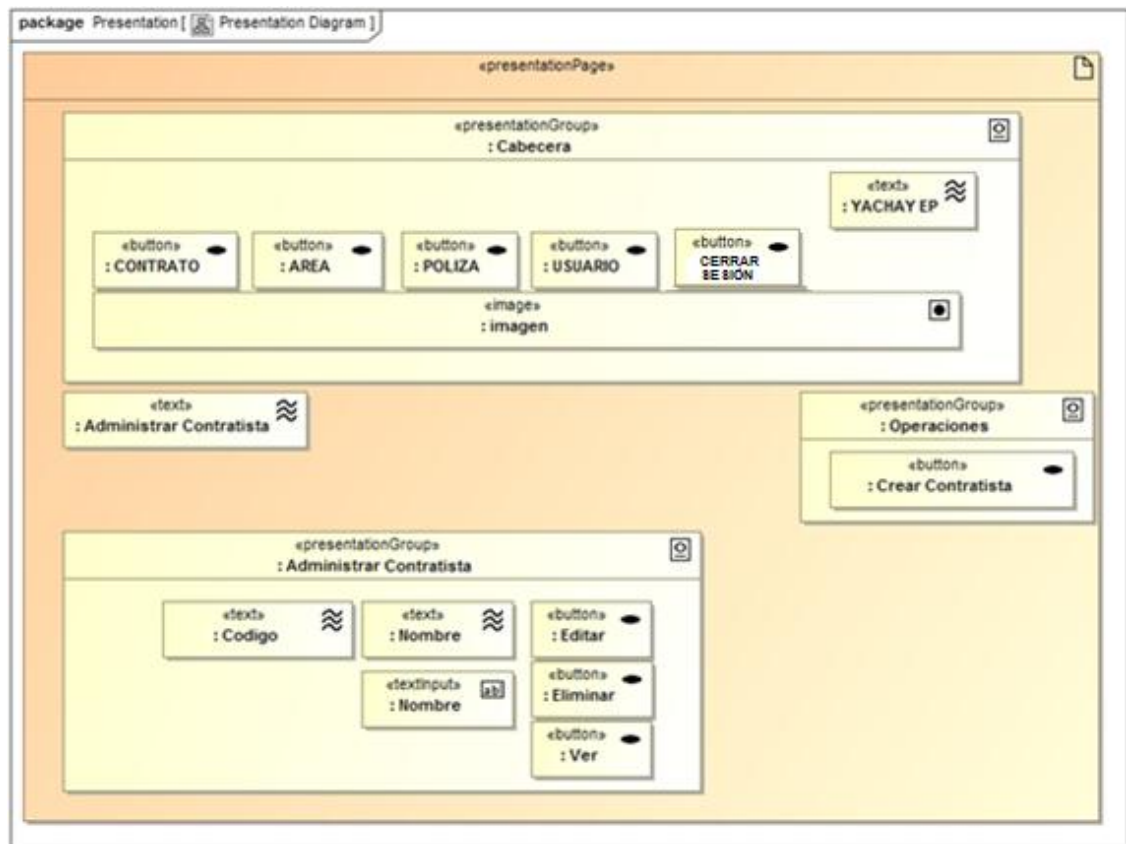 package Presentation [ Presentation Diagram ]
«presentationPage»
«presentationGroup»
: Cabecera
«text»
: YACHAY EP
«button»
: CONTRATO
«button»
: AREA
«button»
: POLIZA
«button»
: USUARIO
«button»
CERRAR
SESIÓN
«image»
: imagen
«text»
: Administrar Contratista
«presentationGroup»
: Operaciones
«button»
: Crear Contratista
«presentationGroup»
: Administrar Contratista
«text»
: Codigo
«text»
: Nombre
«button»
: Editar
«textInput»
: Nombre
ab
«button»
: Eliminar
«button»
: Ver